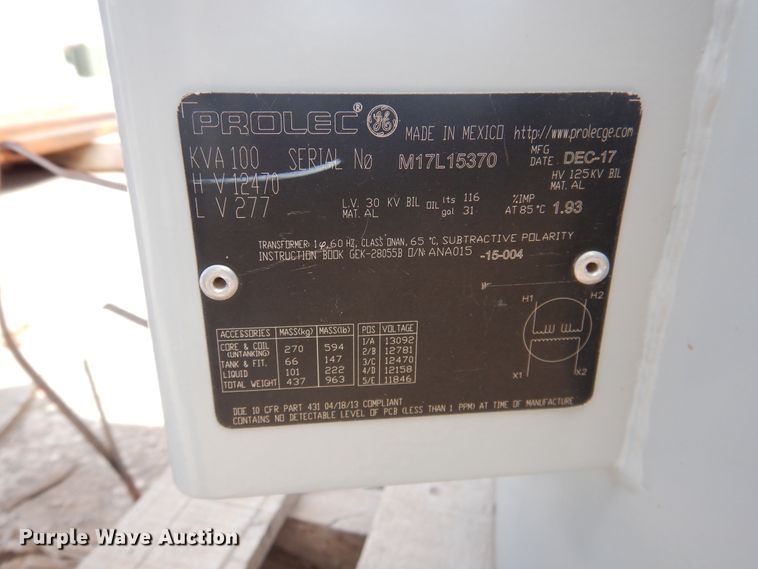 PROLEC® GE MADE IN MEXICO http://www.prolecge.com
KVA 100 SERIAL Nø M17L15370 MFG DATE. DEC-17
H V 12470 HV 125 KV BIL MAT. AL
L V 277 L.V. 30 KV BIL MAT. AL OIL lts 116 gal 31 %IMP AT 85 °C 1.93
TRANSFORMER: 1φ, 60 HZ, CLASS ONAN, 65 °C, SUBTRACTIVE POLARITY
INSTRUCTION BOOK GEK-28055B O/N: ANA015 -15-004
H1 H2
X1 X2
ACCESSORIES MASS(kg) MASS(lb) POS VOLTAGE
CORE & COIL (UNTANKING) 270 594 1/A 13092
TANK & FIT. 66 147 2/B 12781
LIQUID 101 222 3/C 12470
TOTAL WEIGHT 437 963 4/D 12158
5/E 11846
DOE 10 CFR PART 431 04/18/13 COMPLIANT
CONTAINS NO DETECTABLE LEVEL OF PCB (LESS THAN 1 PPM) AT TIME OF MANUFACTURE
Purple Wave Auction